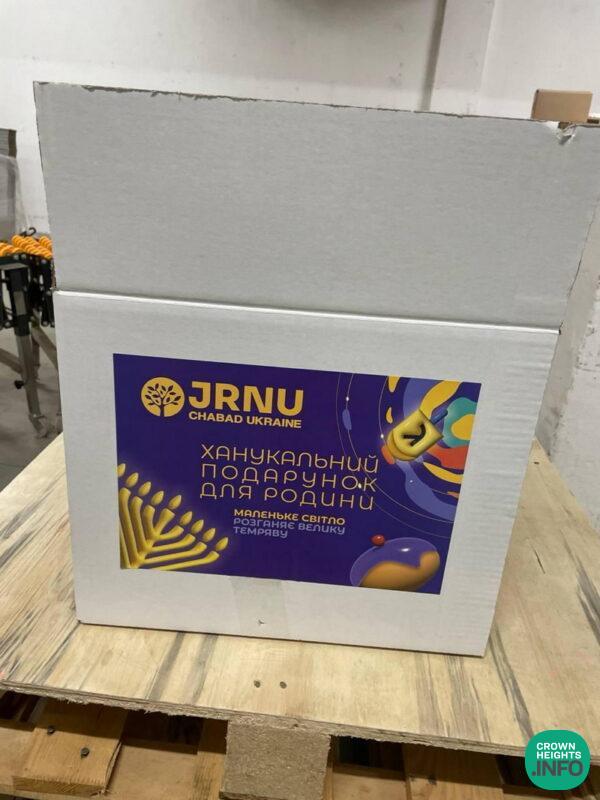 JRNU
CHABAD UKRAINE
ХАНУКАЛЬНИЙ
ПОДАРУНОК
ДЛЯ РОДИНИ
МАЛЕНЬКЕ СВІТЛО
РОЗГАНЯЄ ВЕЛИКУ
ТЕМРЯВУ
CROWN
HEIGHTS
.INFO